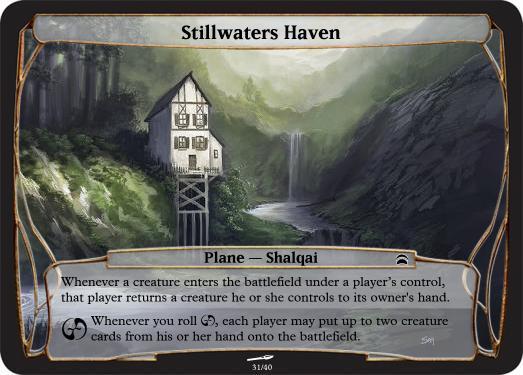 Stillwaters Haven
Plane — Shalqai
Whenever a creature enters the battlefield under a player's control,
that player returns a creature he or she controls to its owner's hand.
Whenever you roll , each player may put up to two creature
cards from his or her hand onto the battlefield.
31/40